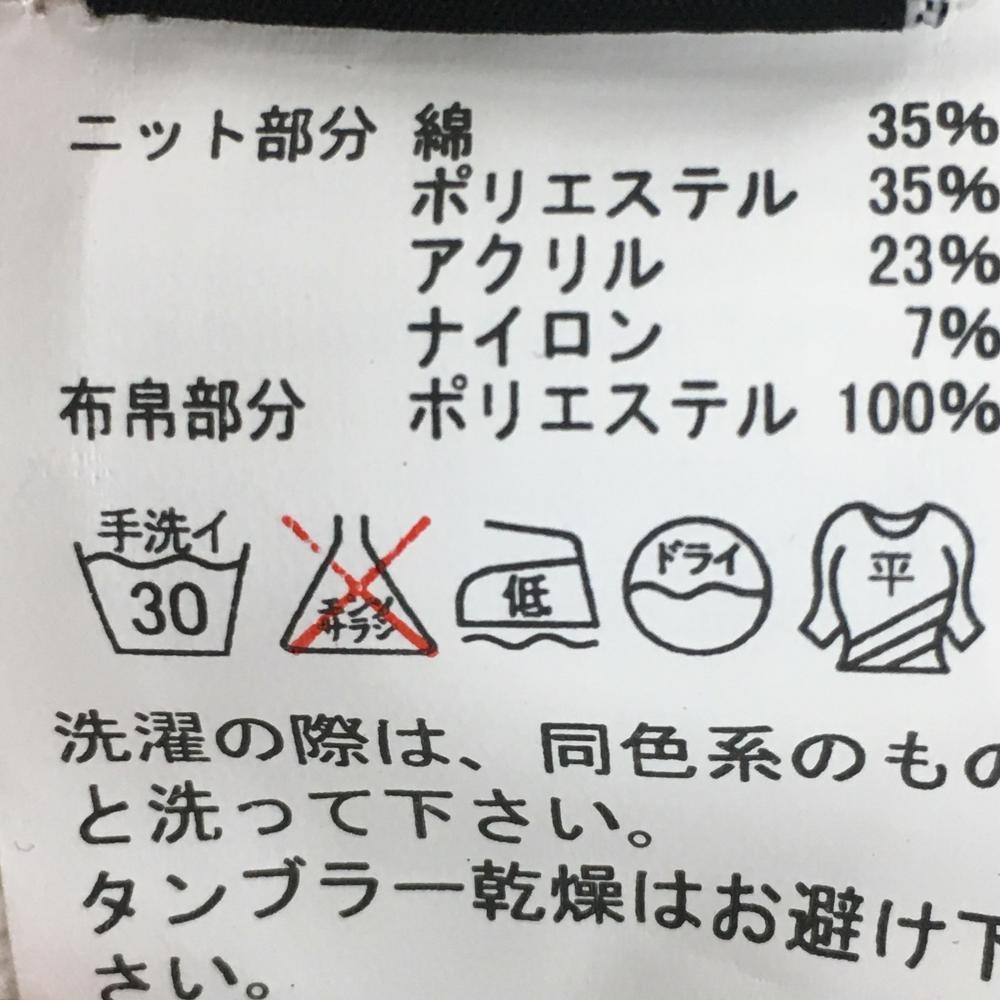 ニット部分 綿 35%
ポリエステル 35%
アクリル 23%
ナイロン 7%
布帛部分 ポリエステル 100%
手洗イ
30
エンソ
サラシ
低
ドライ
平
洗濯の際は、同色系のもの
と洗って下さい。
タンブラー乾燥はお避け下
さい。